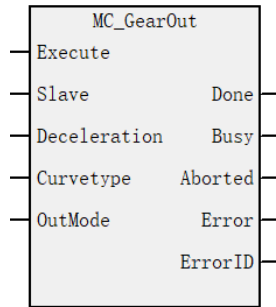 MC_GearOut
Execute
Slave Done
Deceleration Busy
Curvetype Aborted
OutMode Error
ErrorID